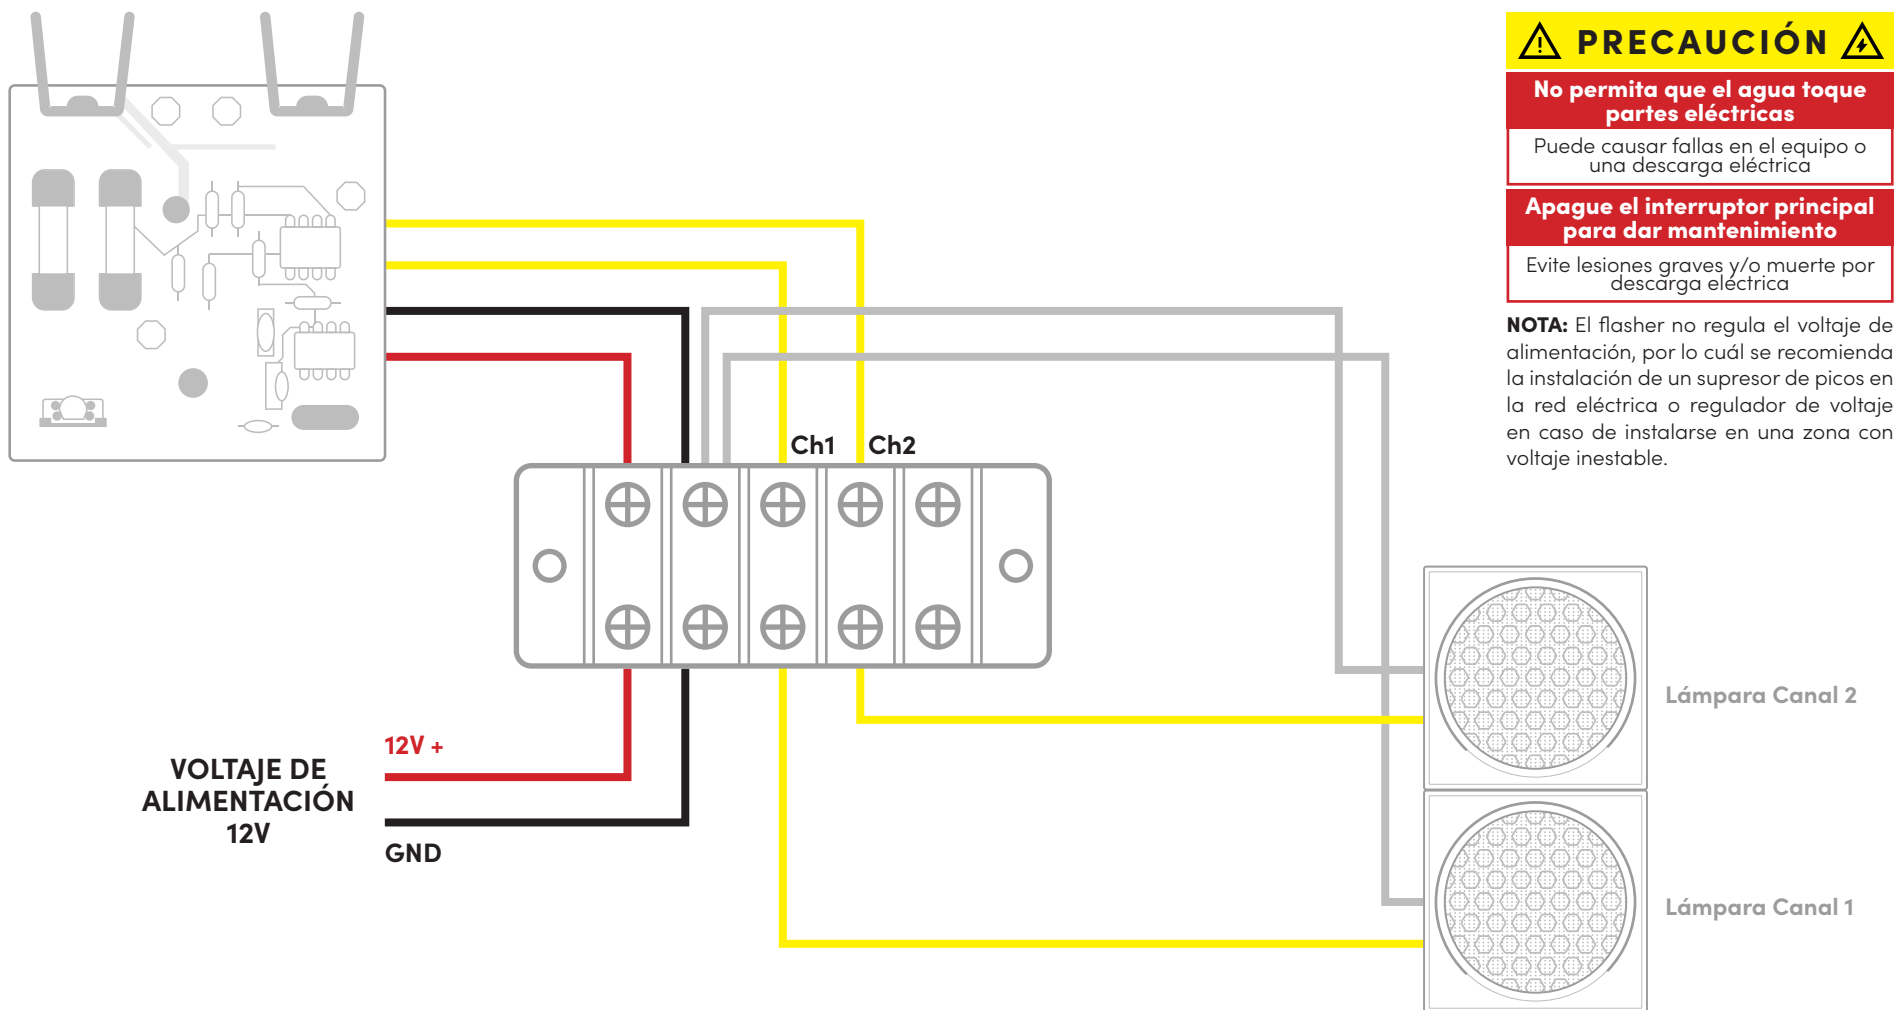 PRECAUCIÓN
No permita que el agua toque
partes eléctricas
Puede causar fallas en el equipo o
una descarga eléctrica
Apague el interruptor principal
para dar mantenimiento
Evite lesiones graves y/o muerte por
descarga eléctrica
NOTA: El flasher no regula el voltaje de
alimentación, por lo cuál se recomienda
la instalación de un supresor de picos en
la red eléctrica o regulador de voltaje
en caso de instalarse en una zona con
voltaje inestable.
Ch1 Ch2
Lámpara Canal 2
12V +
VOLTAJE DE
ALIMENTACIÓN
12V
GND
Lámpara Canal 1